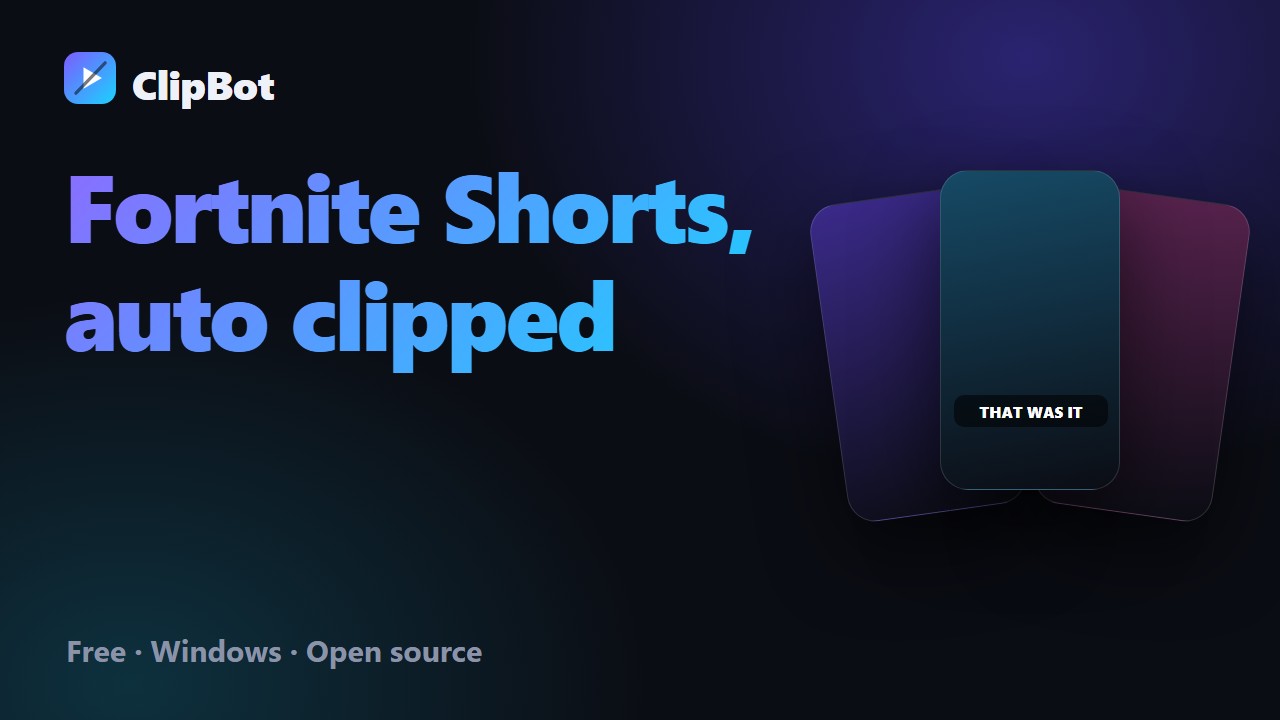 ClipBot
Fortnite Shorts,
auto clipped
THAT WAS IT
Free · Windows · Open source